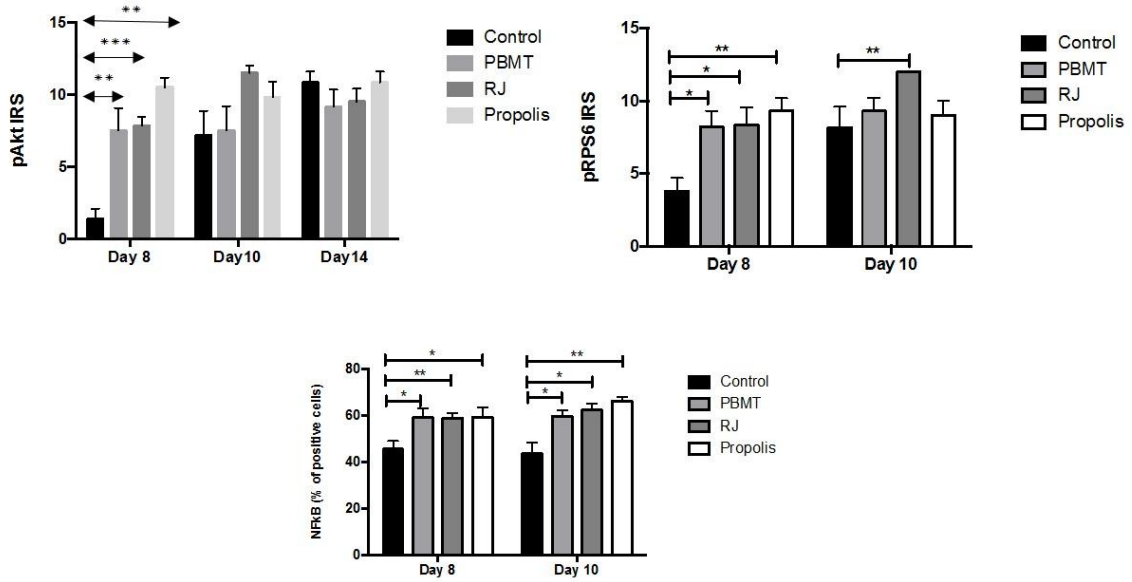 15
10
5
0
pAkt IRS
**
***
**
Day 8
Day10
Day14
Control
PBMT
RJ
Propolis
15
10
5
0
pRPS6 IRS
**
*
*
**
Day 8
Day 10
Control
PBMT
RJ
Propolis
80
60
40
20
0
NFkB (% of positive cells)
*
**
*
**
*
*
Day 8
Day 10
Control
PBMT
RJ
Propolis